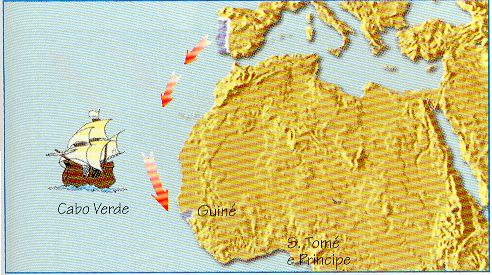 Cabo Verde
Guiné
S. Tomé
e Príncipe